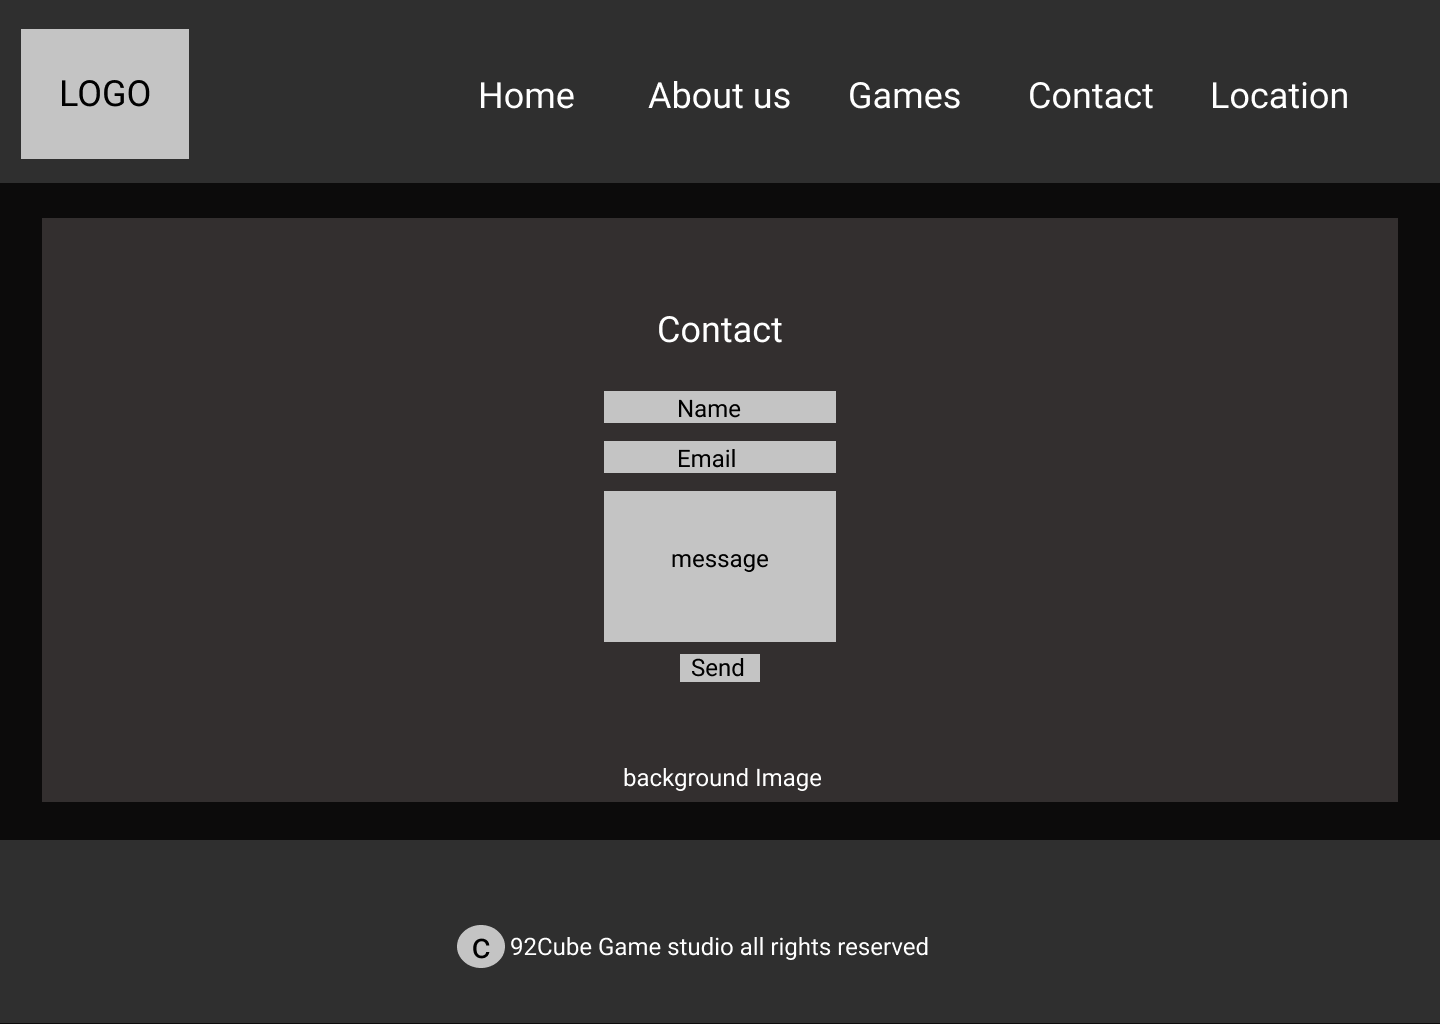 LOGO
Home About us Games Contact Location
Contact
Name
Email
message
Send
background Image
C 92Cube Game studio all rights reserved